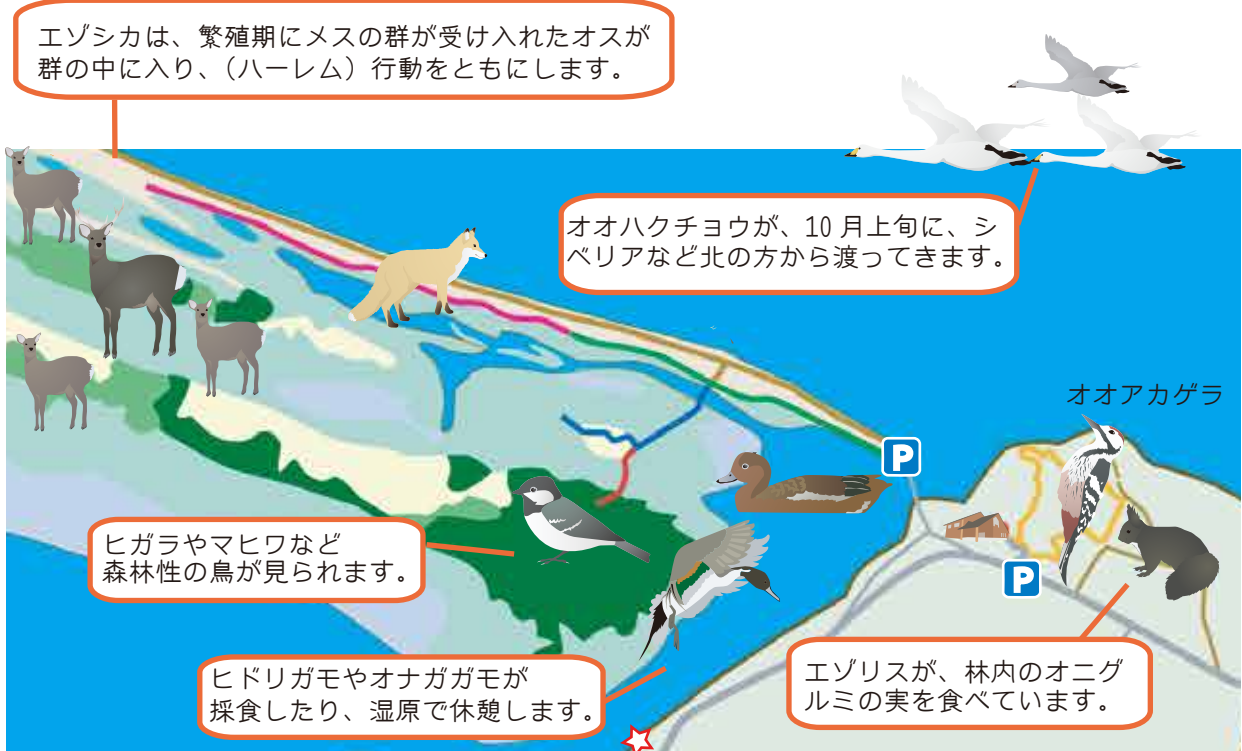 エゾシカは、繁殖期にメスの群が受け入れたオスが
群の中に入り、(ハーレム) 行動をともにします。
オオハクチョウが、10 月上旬に、シ
ベリアなど北の方から渡ってきます。
オオアカゲラ
P
ヒガラやマヒワなど
森林性の鳥が見られます。
P
ヒドリガモやオナガガモが
採食したり、湿原で休憩します。
エゾリスが、林内のオニグ
ルミの実を食べています。